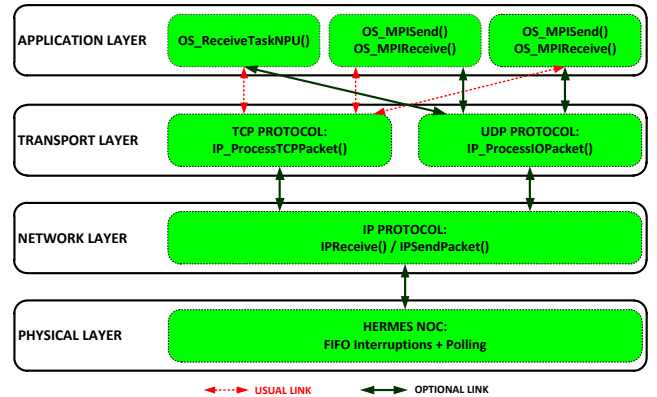 APPLICATION LAYER
OS_ReceiveTaskNPU()
OS_MPISend()
OS_MPIReceive()
OS_MPISend()
OS_MPIReceive()
TRANSPORT LAYER
TCP PROTOCOL:
IP_ProcessTCPPacket()
UDP PROTOCOL:
IP_ProcessIOPacket()
NETWORK LAYER
IP PROTOCOL:
IPReceive() / IPSendPacket()
PHYSICAL LAYER
HERMES NOC:
FIFO Interruptions + Polling
USUAL LINK
OPTIONAL LINK